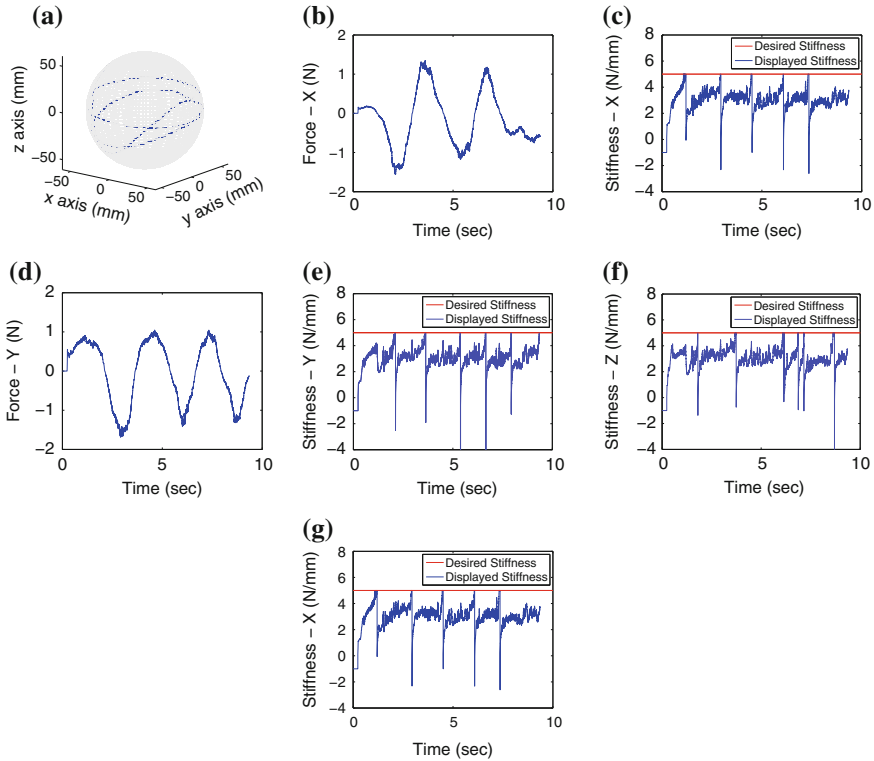 (a)
z axis (mm)
50
0
−50
−50
0
50
x axis (mm)
−50
0
50
y axis (mm)
(b)
Force − X (N)
2
1
0
−1
−2
0 5 10
Time (sec)
(c)
Stiffness − X (N/mm)
8
6
4
2
0
−2
−4
Desired Stiffness
Displayed Stiffness
0 5 10
Time (sec)
(d)
Force − Y (N)
2
1
0
−1
−2
0 5 10
Time (sec)
(e)
Stiffness − Y (N/mm)
8
6
4
2
0
−2
−4
Desired Stiffness
Displayed Stiffness
0 5 10
Time (sec)
(f)
Stiffness − Z (N/mm)
8
6
4
2
0
−2
−4
Desired Stiffness
Displayed Stiffness
0 5 10
Time (sec)
(g)
Stiffness − X (N/mm)
8
6
4
2
0
−2
−4
Desired Stiffness
Displayed Stiffness
0 5 10
Time (sec)